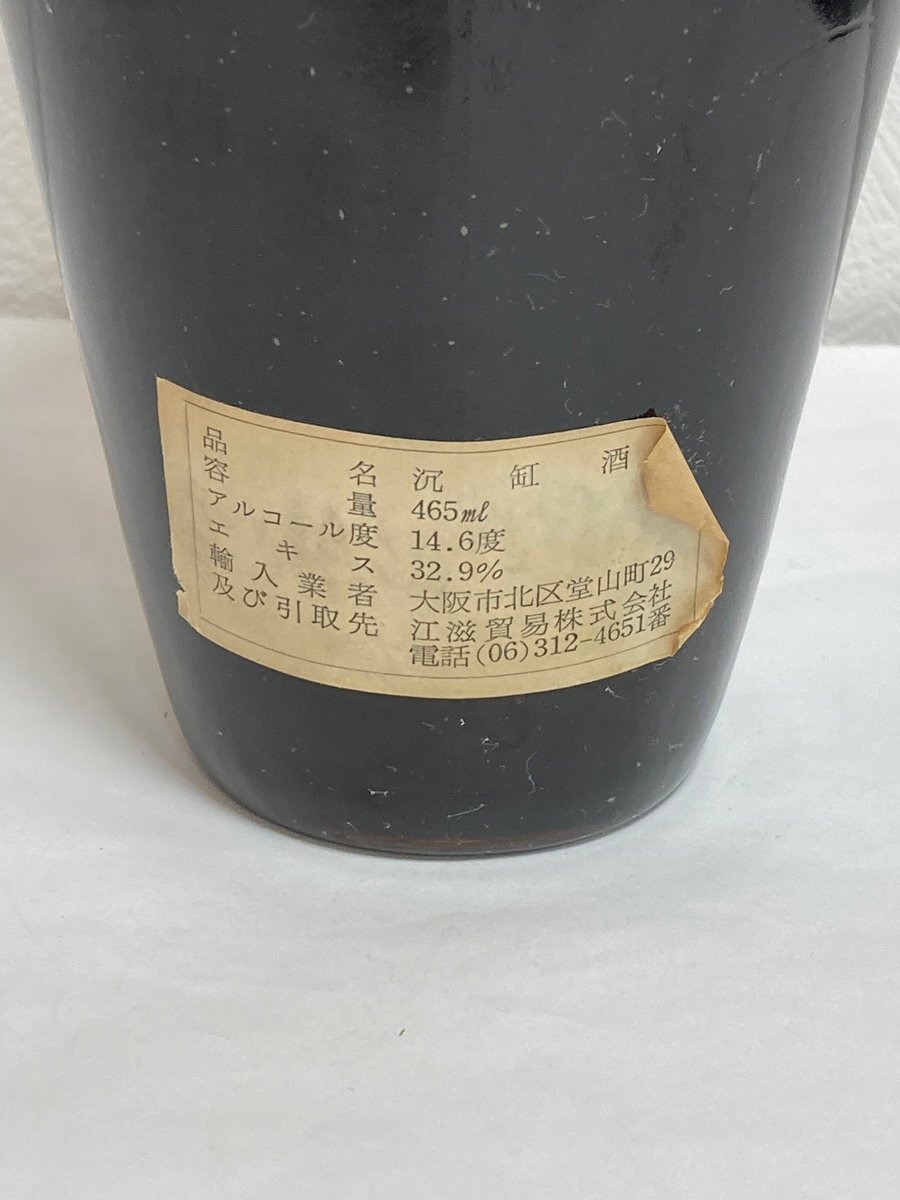 品名 沉缸酒
容量 465㎖
アルコール度 14.6度
エキス 32.9%
輸入業者 大阪市北区堂山町29
及び引取先 江滋貿易株式会社
電話(06)312-4651番